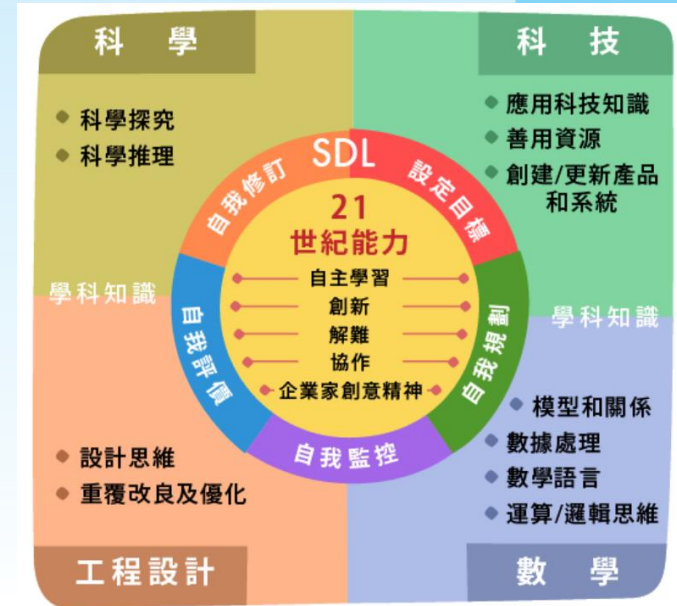 科學
科學探究
科學推理
學科知識
科技
應用科技知識
善用資源
創建/更新產品
和系統
學科知識
SDL
設定目標
自我規劃
自我監控
自我評價
自我修訂
21
世紀能力
自主學習
創新
解難
協作
企業家創意精神
設計思維
重覆改良及優化
工程設計
模型和關係
數據處理
數學語言
運算/邏輯思維
數學